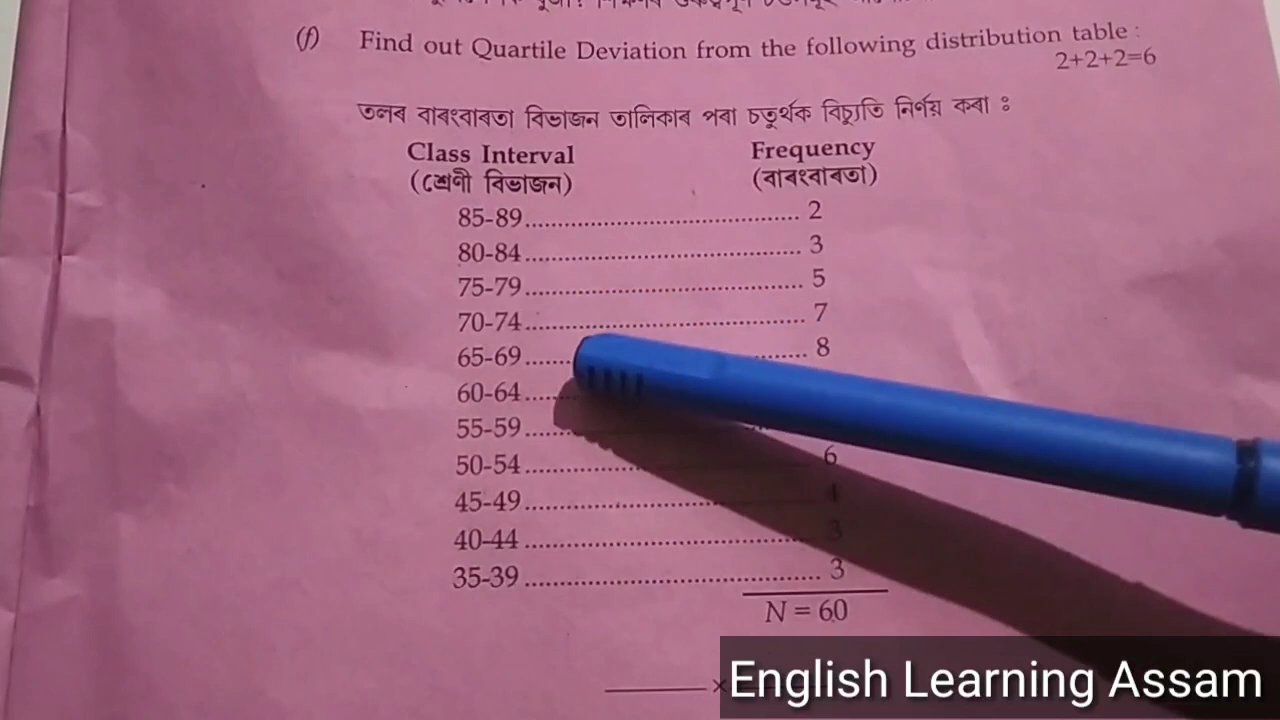 (f) Find out Quartile Deviation from the following distribution table :
2+2+2=6
তলৰ বাৰংবাৰতা বিভাজন তালিকাৰ পৰা চতুৰ্থক বিচ্যুতি নিৰ্ণয় কৰা ঃ
Class Interval Frequency
(শ্ৰেণী বিভাজন) (বাৰংবাৰতা)
85-89.......................................... 2
80-84.......................................... 3
75-79.......................................... 5
70-74.......................................... 7
65-69....... ........ 8
60-64.....
55-59.......
50-54................. 6
45-49.............................
40-44.......................................... 3
35-39.............................................. 3
N = 60
English Learning Assam